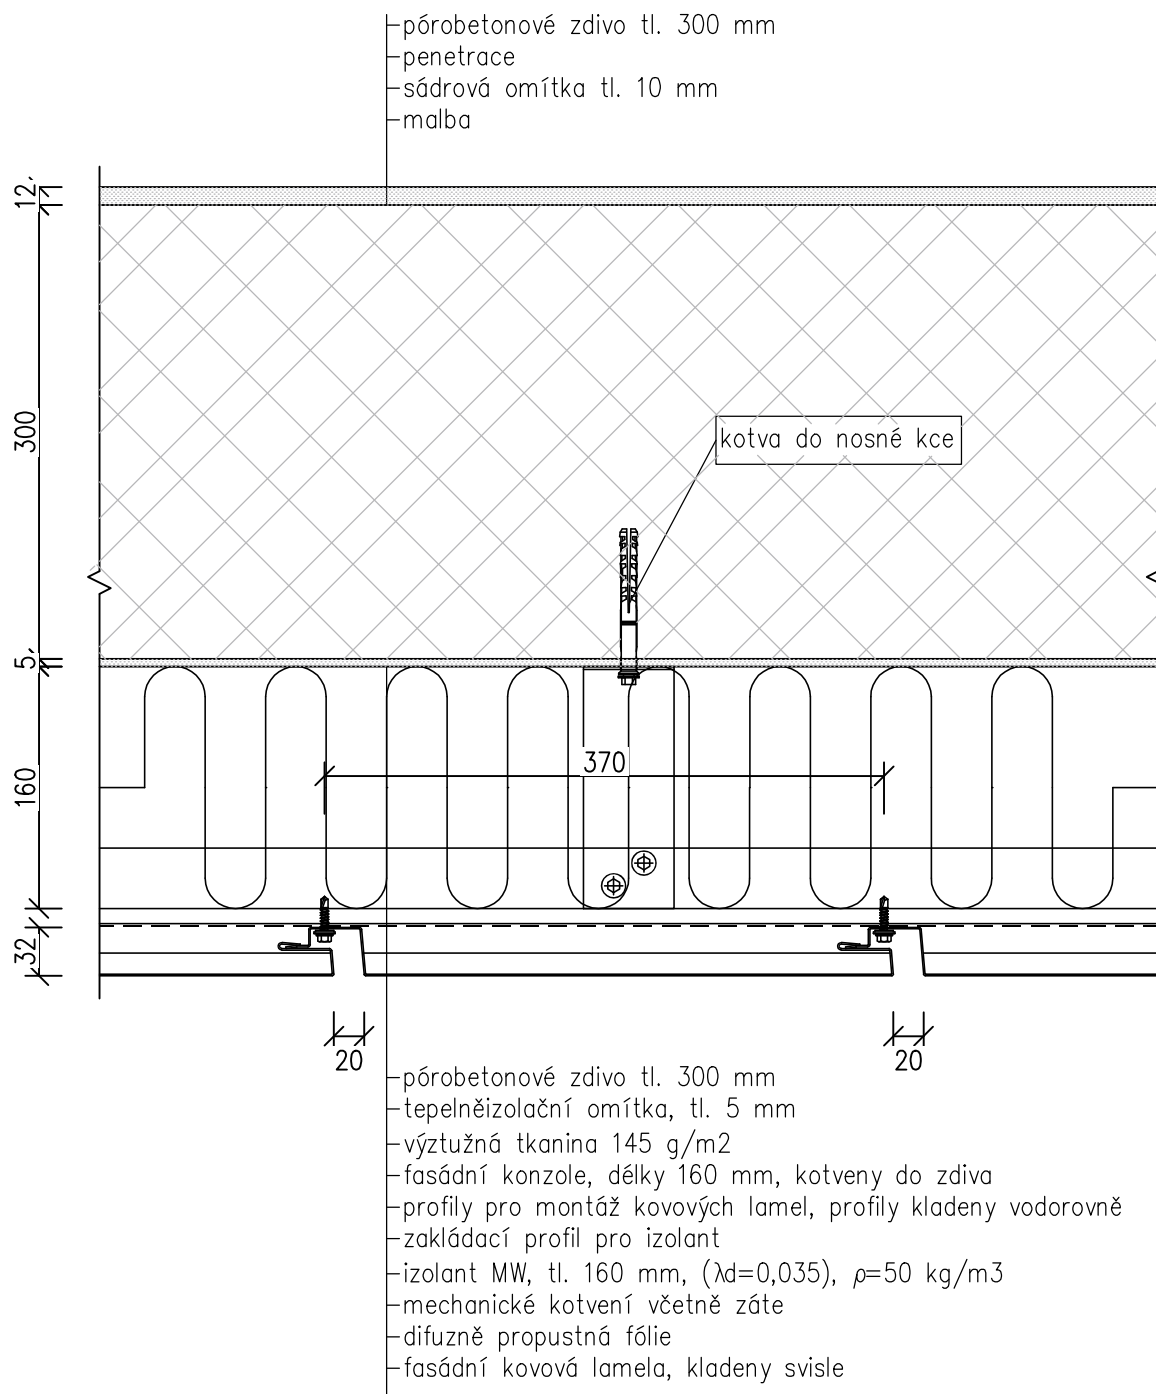 pórobetonové zdivo tl. 300 mm
penetrace
sádrová omítka tl. 10 mm
malba
12,
300
kotva do nosné kce
5,
370
160
32
20
20
pórobetonové zdivo tl. 300 mm
tepelněizolační omítka, tl. 5 mm
výztužná tkanina 145 g/m2
fasádní konzole, délky 160 mm, kotveny do zdiva
profily pro montáž kovových lamel, profily kladeny vodorovně
zakládací profil pro izolant
izolant MW, tl. 160 mm, (λd=0,035), ρ=50 kg/m3
mechanické kotvení včetně záte
difuzně propustná fólie
fasádní kovová lamela, kladeny svisle